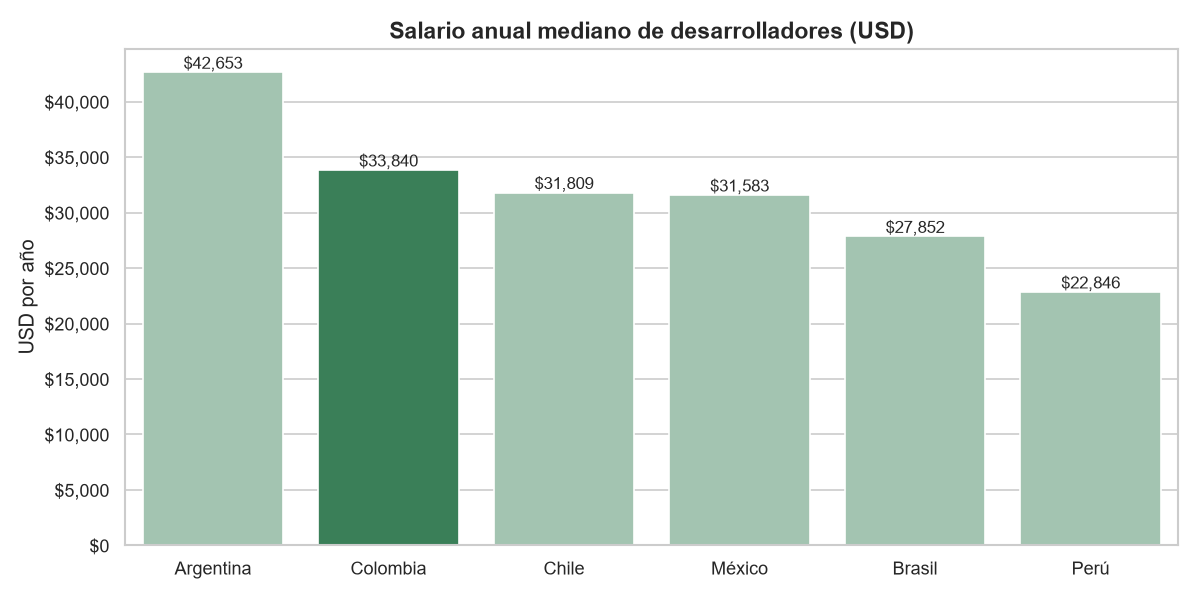 Salario anual mediano de desarrolladores (USD)
USD por año
$40,000
$35,000
$30,000
$25,000
$20,000
$15,000
$10,000
$5,000
$0
$42,653
$33,840
$31,809
$31,583
$27,852
$22,846
Argentina
Colombia
Chile
México
Brasil
Perú